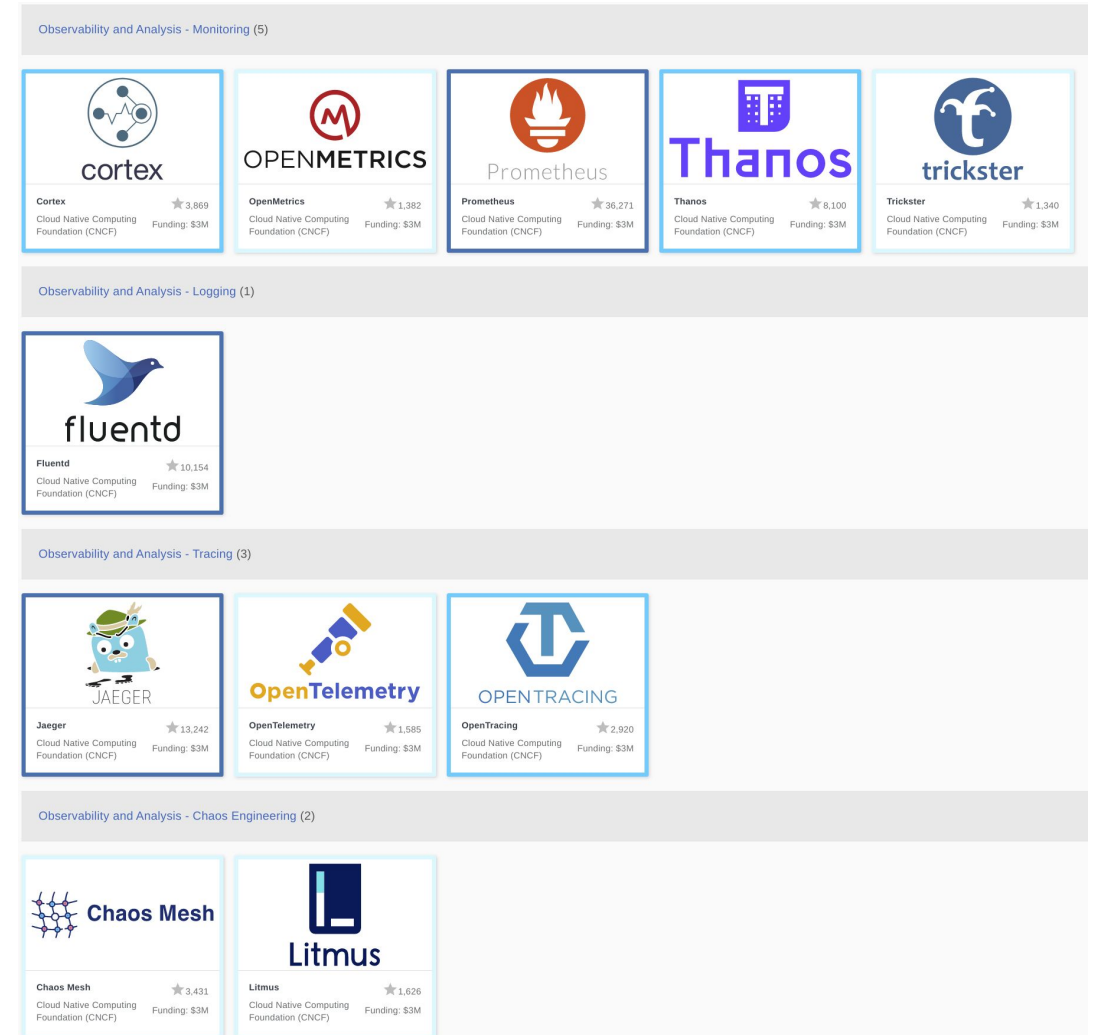 Observability and Analysis - Monitoring (5)
cortex
OPENMETRICS
Prometheus
Thanos
trickster
Cortex
3,869
Cloud Native Computing
Foundation (CNCF)
Funding: $3M
OpenMetrics
1,382
Cloud Native Computing
Foundation (CNCF)
Funding: $3M
Prometheus
36,271
Cloud Native Computing
Foundation (CNCF)
Funding: $3M
Thanos
8,100
Cloud Native Computing
Foundation (CNCF)
Funding: $3M
Trickster
1,340
Cloud Native Computing
Foundation (CNCF)
Funding: $3M
Observability and Analysis - Logging (1)
fluentd
Fluentd
10,154
Cloud Native Computing
Foundation (CNCF)
Funding: $3M
Observability and Analysis - Tracing (3)
JAEGER
OpenTelemetry
OPENTRACING
Jaeger
13,242
Cloud Native Computing
Foundation (CNCF)
Funding: $3M
OpenTelemetry
1,585
Cloud Native Computing
Foundation (CNCF)
Funding: $3M
OpenTracing
2,920
Cloud Native Computing
Foundation (CNCF)
Funding: $3M
Observability and Analysis - Chaos Engineering (2)
Chaos Mesh
Litmus
Chaos Mesh
3,431
Cloud Native Computing
Foundation (CNCF)
Funding: $3M
Litmus
1,626
Cloud Native Computing
Foundation (CNCF)
Funding: $3M